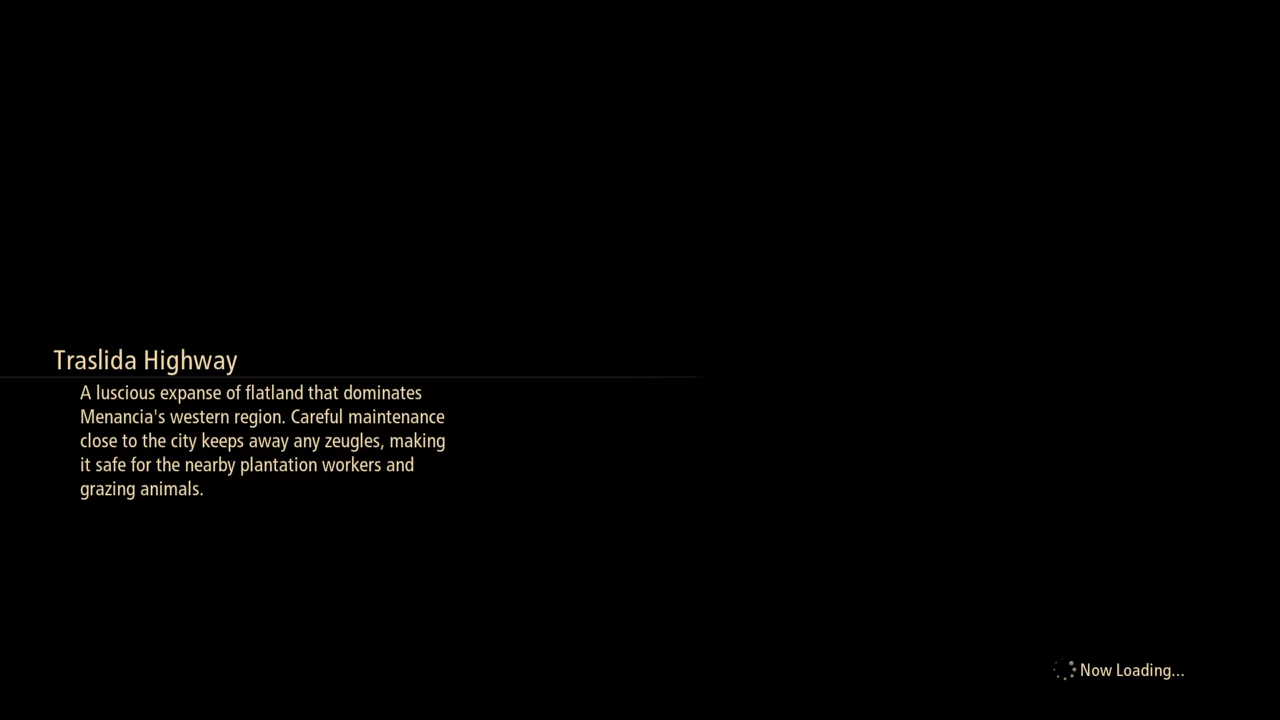 Traslida Highway
A luscious expanse of flatland that dominates
Menancia's western region. Careful maintenance
close to the city keeps away any zeugles, making
it safe for the nearby plantation workers and
grazing animals.
Now Loading...